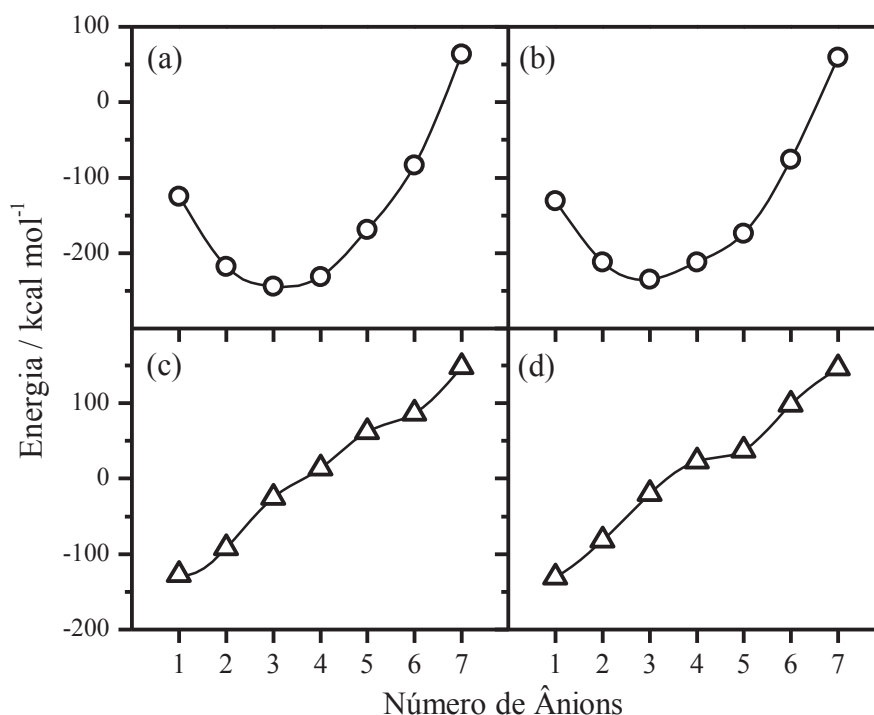 100
(a)
(b)
0
-100
-200
Energia / kcal mol⁻¹
(c)
(d)
100
0
-100
-200
1 2 3 4 5 6 7 1 2 3 4 5 6 7
Número de Ânions